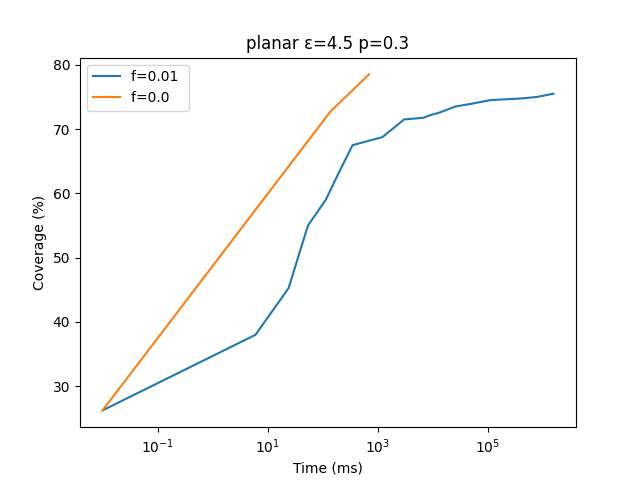 planar ε=4.5 p=0.3
f=0.01
f=0.0
Coverage (%)
80
70
60
50
40
30
10⁻¹ 10¹ 10³ 10⁵
Time (ms)